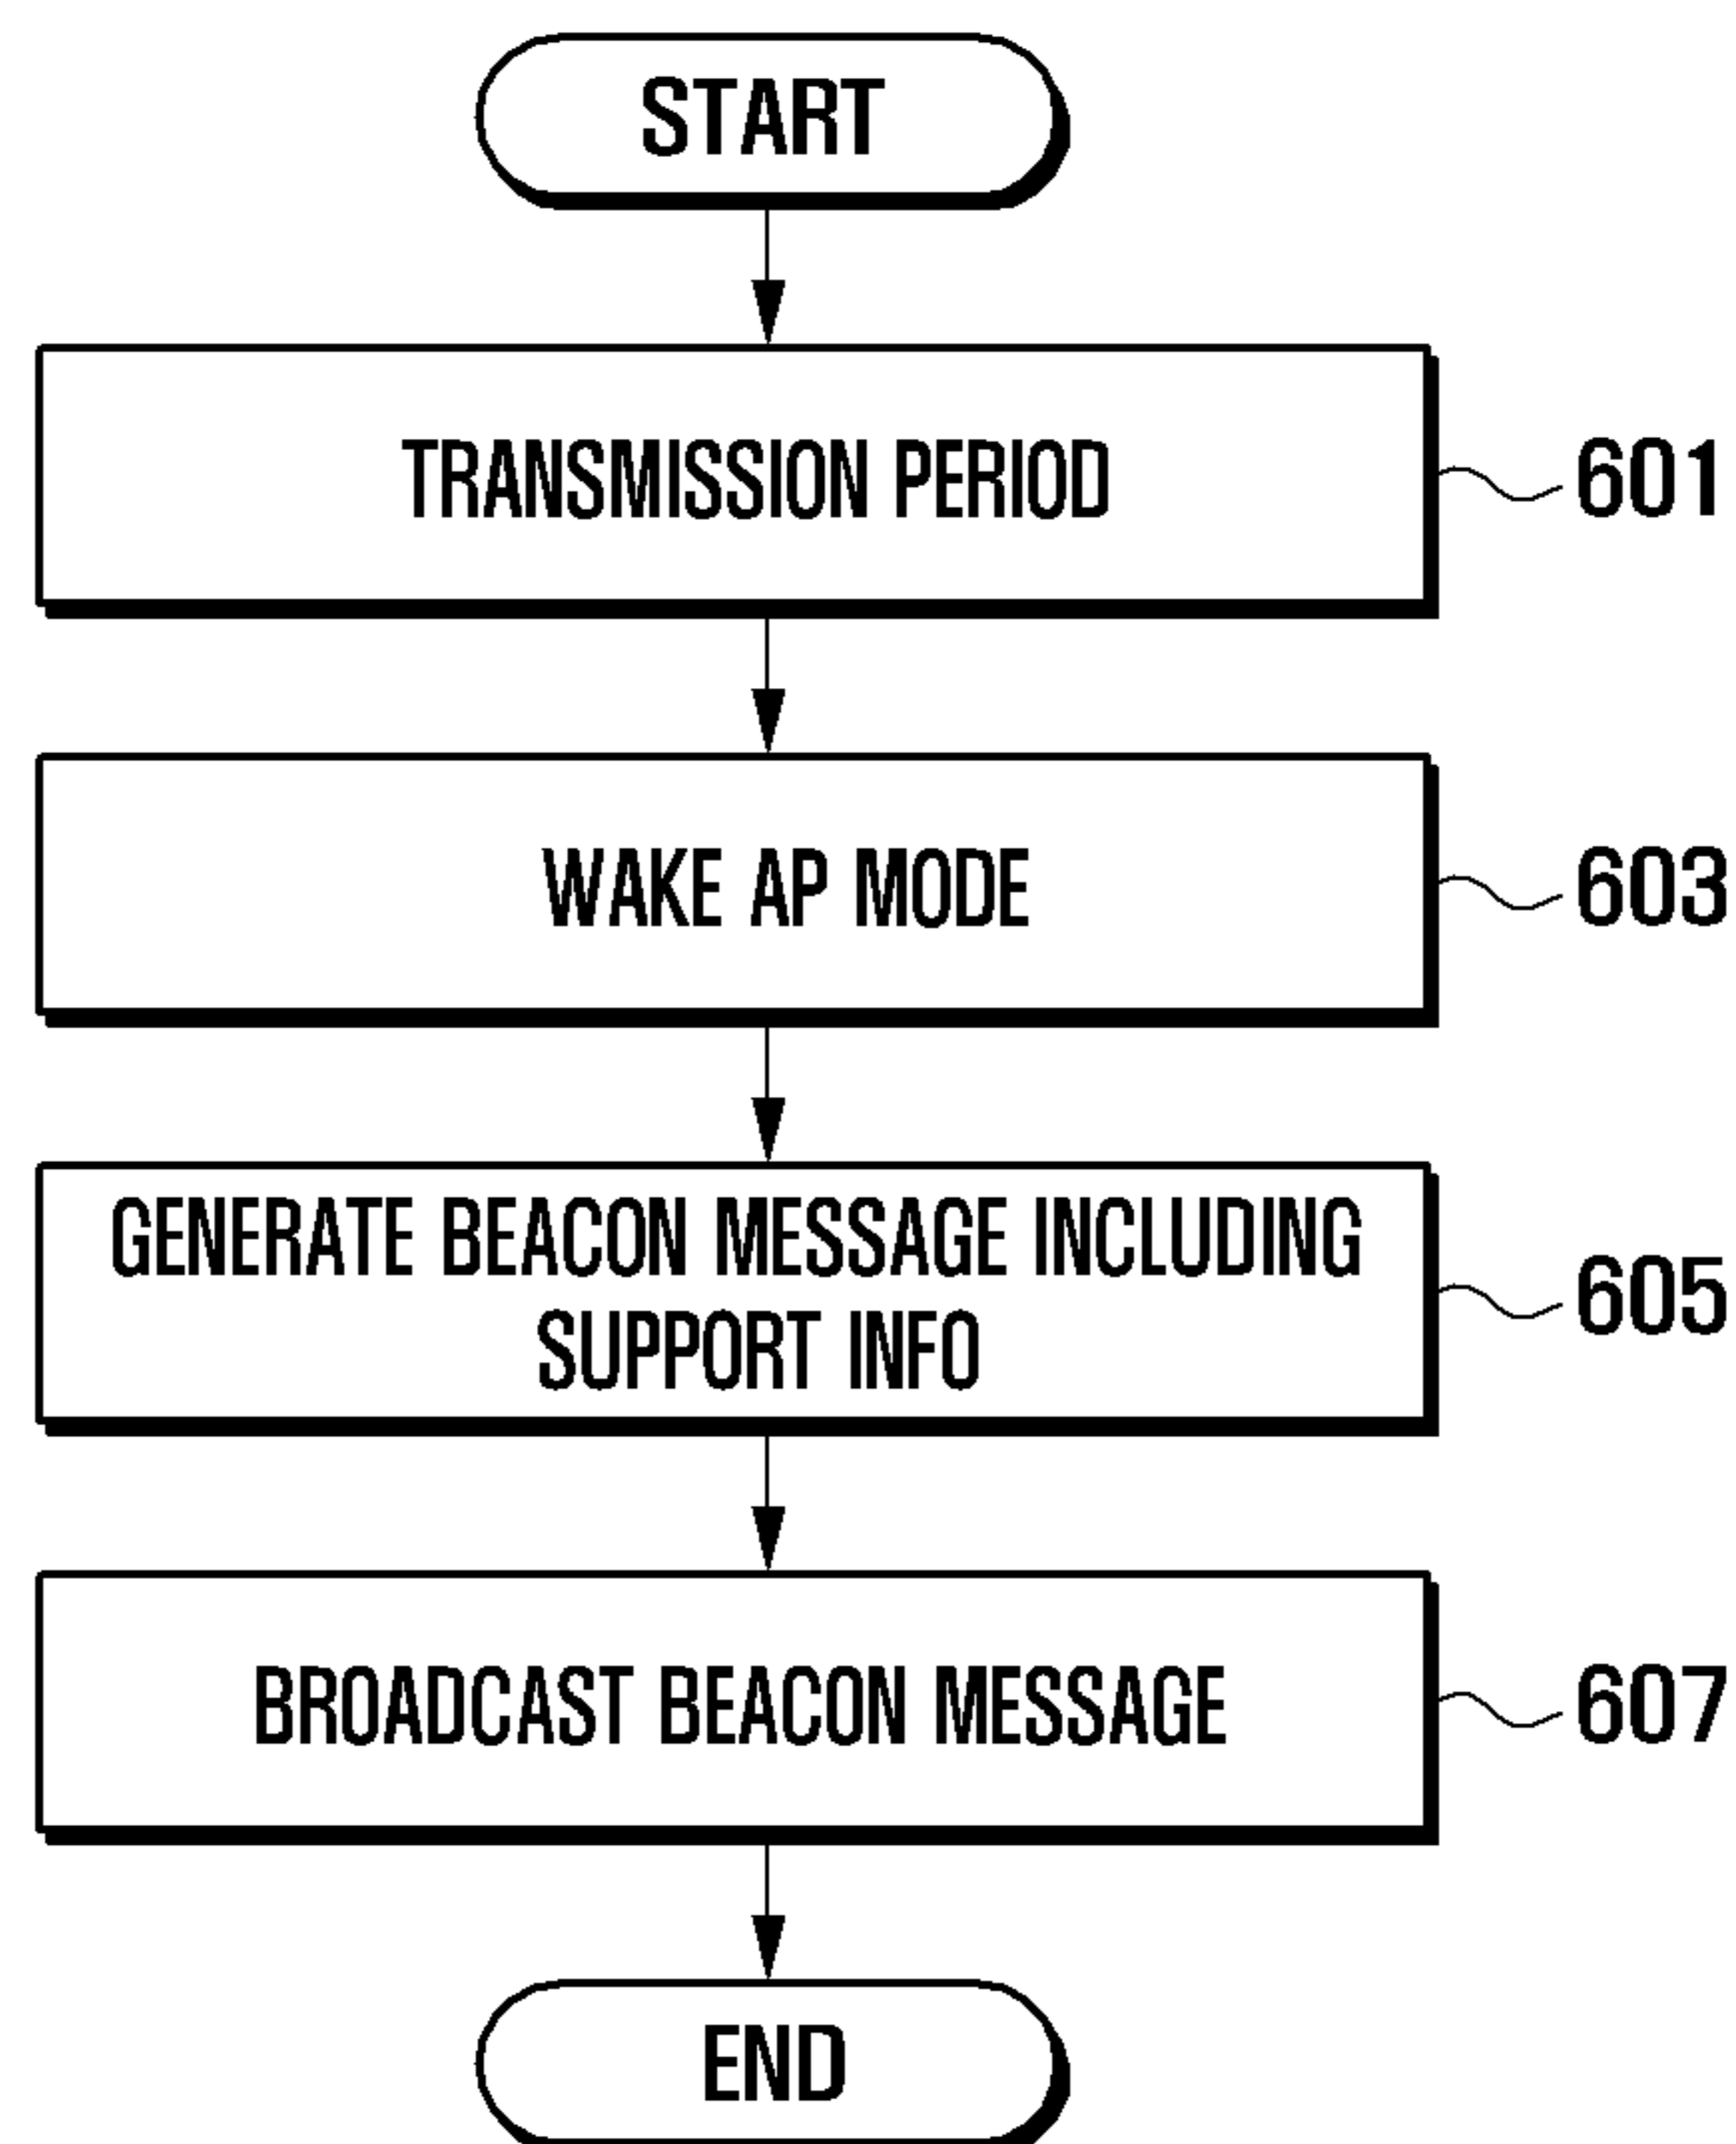 START
TRANSMISSION PERIOD
601
WAKE AP MODE
603
GENERATE BEACON MESSAGE INCLUDING
SUPPORT INFO
605
BROADCAST BEACON MESSAGE
607
END